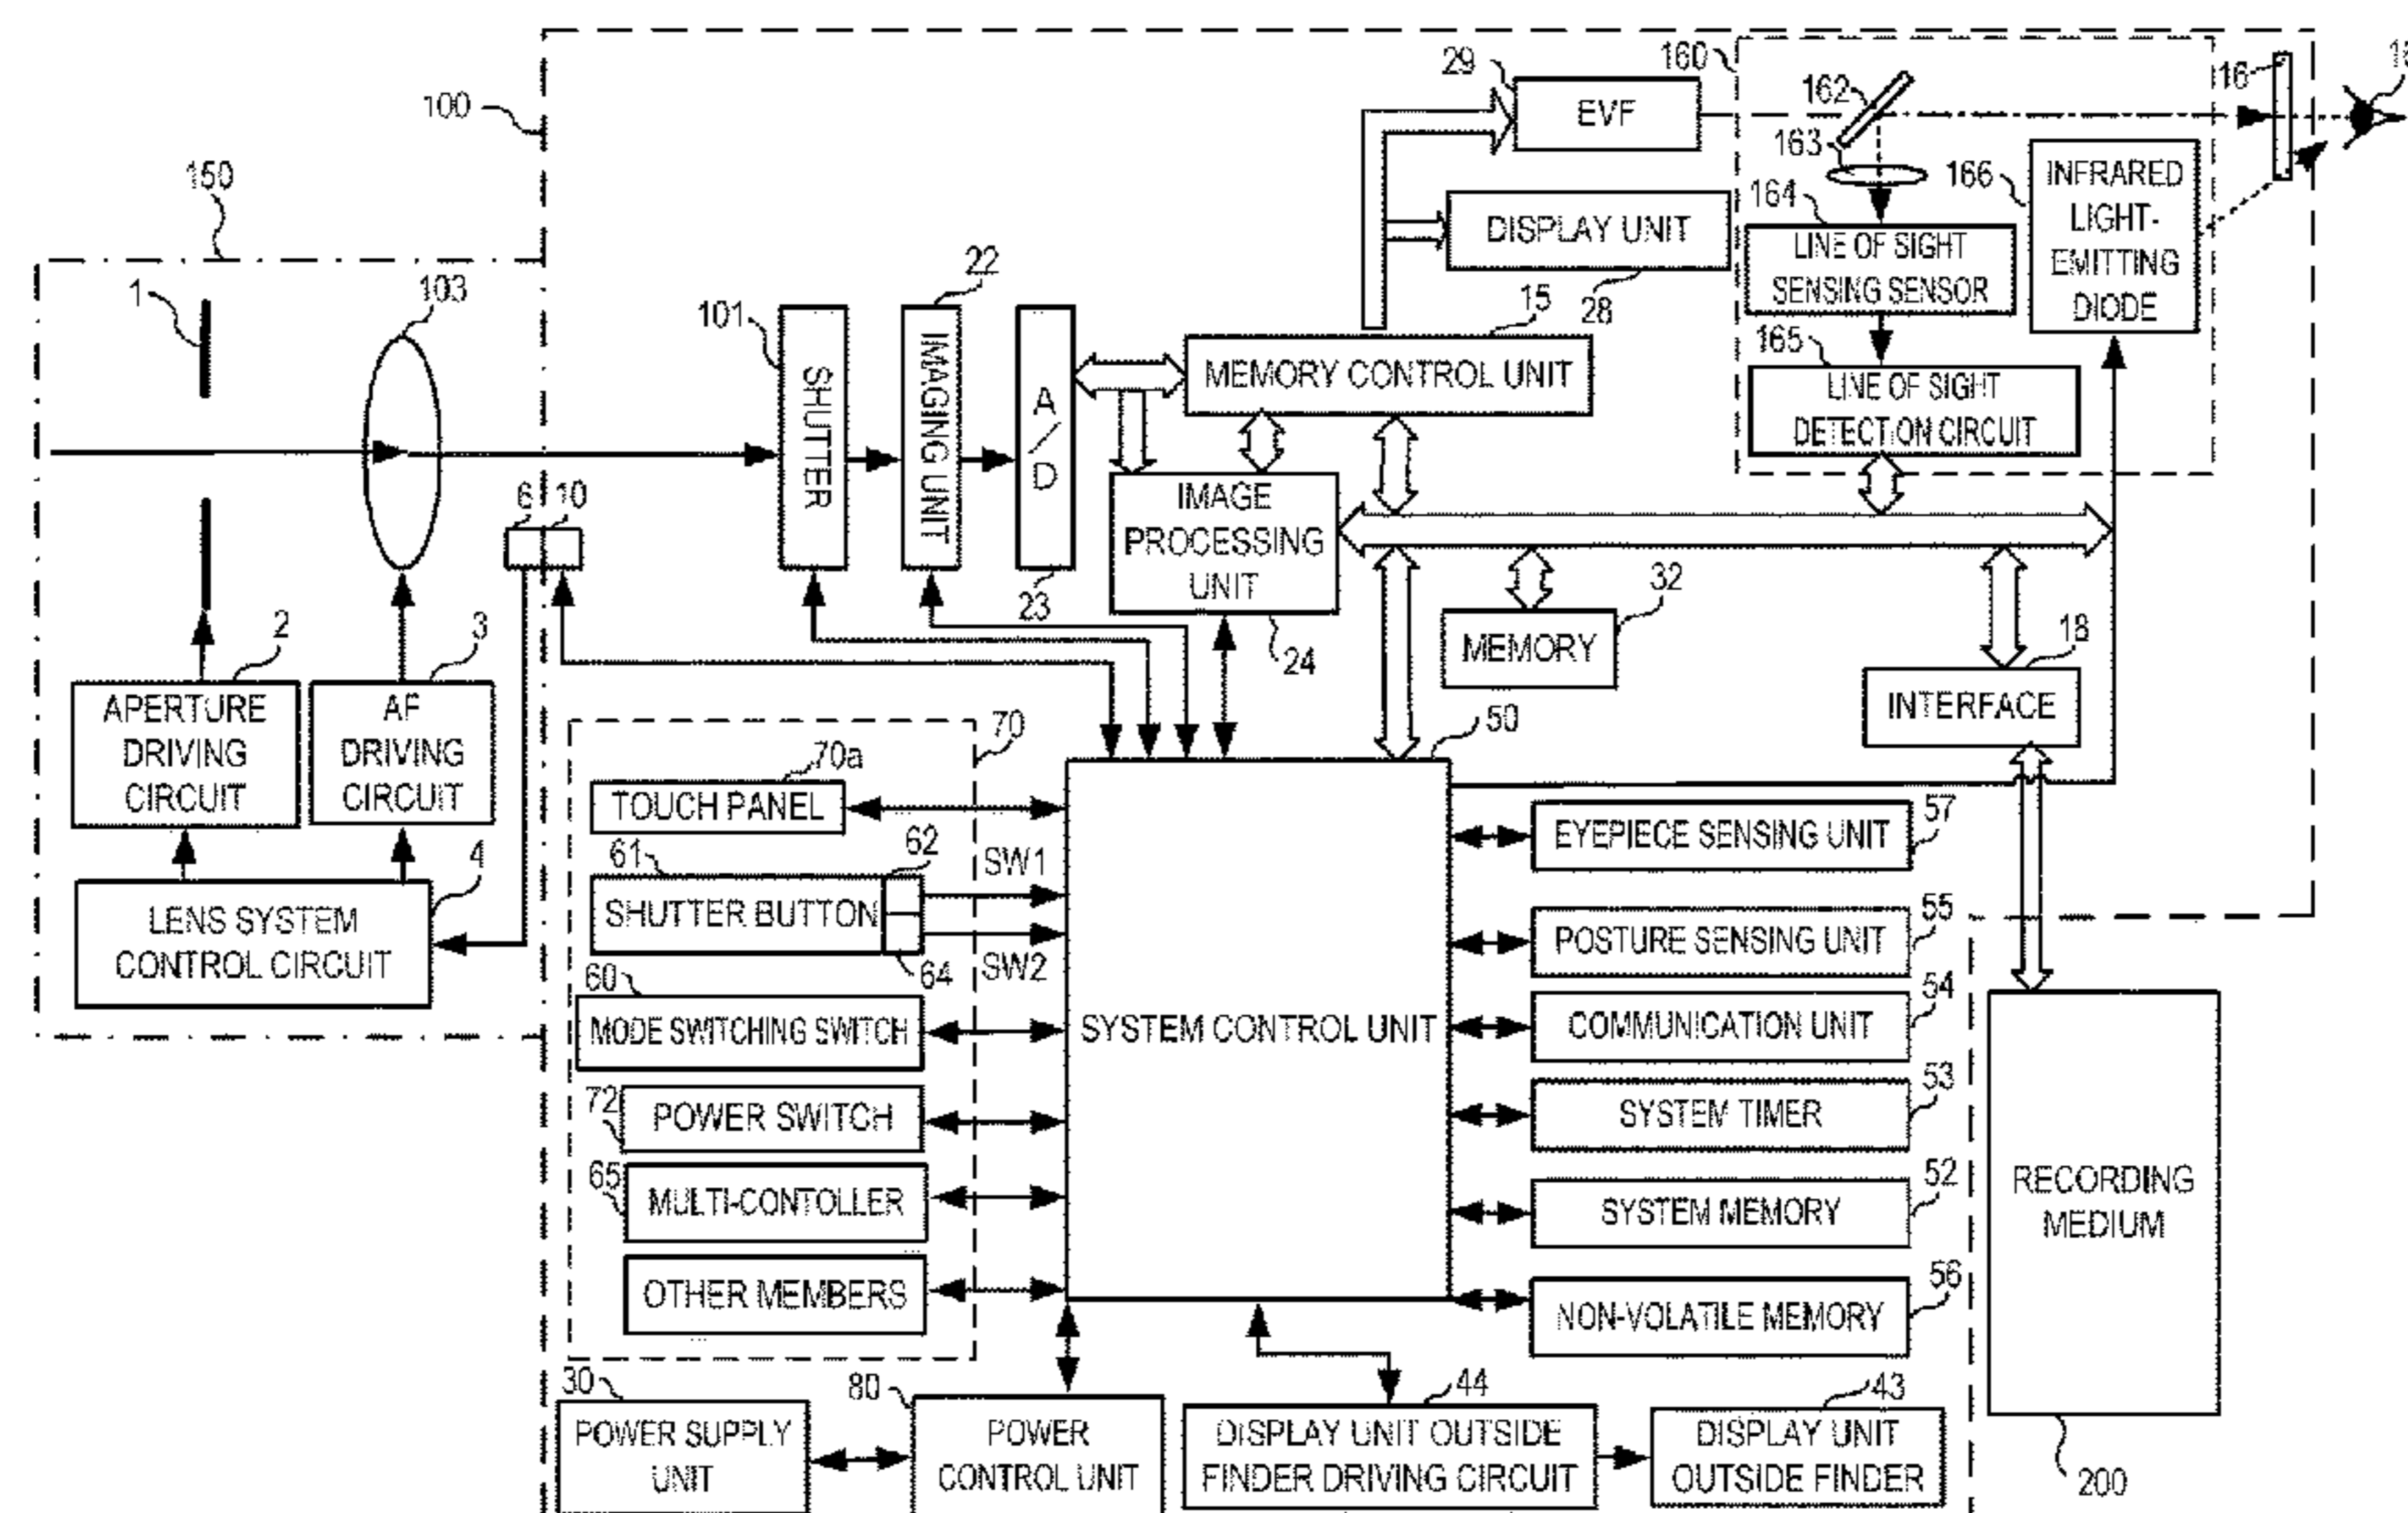 100
150
1
103
2
3
APERTURE
DRIVING
CIRCUIT
AF
DRIVING
CIRCUIT
4
LENS SYSTEM
CONTROL CIRCUIT
6
10
101
SHUTTER
22
IMAGING UNIT
A/D
23
29
EVF
DISPLAY UNIT
28
15
MEMORY CONTROL UNIT
IMAGE
PROCESSING
UNIT
24
MEMORY
32
160
162
163
164
LINE OF SIGHT
SENSING SENSOR
165
LINE OF SIGHT
DETECTION CIRCUIT
166
INFRARED
LIGHT-
EMITTING
DIODE
16
18
INTERFACE
70
70a
TOUCH PANEL
61
62
SHUTTER BUTTON
64
SW1
SW2
60
MODE SWITCHING SWITCH
72
POWER SWITCH
65
MULTI-CONTOLLER
OTHER MEMBERS
50
SYSTEM CONTROL UNIT
EYEPIECE SENSING UNIT
57
POSTURE SENSING UNIT
55
COMMUNICATION UNIT
54
SYSTEM TIMER
53
SYSTEM MEMORY
52
NON-VOLATILE MEMORY
56
RECORDING
MEDIUM
200
30
POWER SUPPLY
UNIT
80
POWER
CONTROL UNIT
44
DISPLAY UNIT OUTSIDE
FINDER DRIVING CIRCUIT
43
DISPLAY UNIT
OUTSIDE FINDER